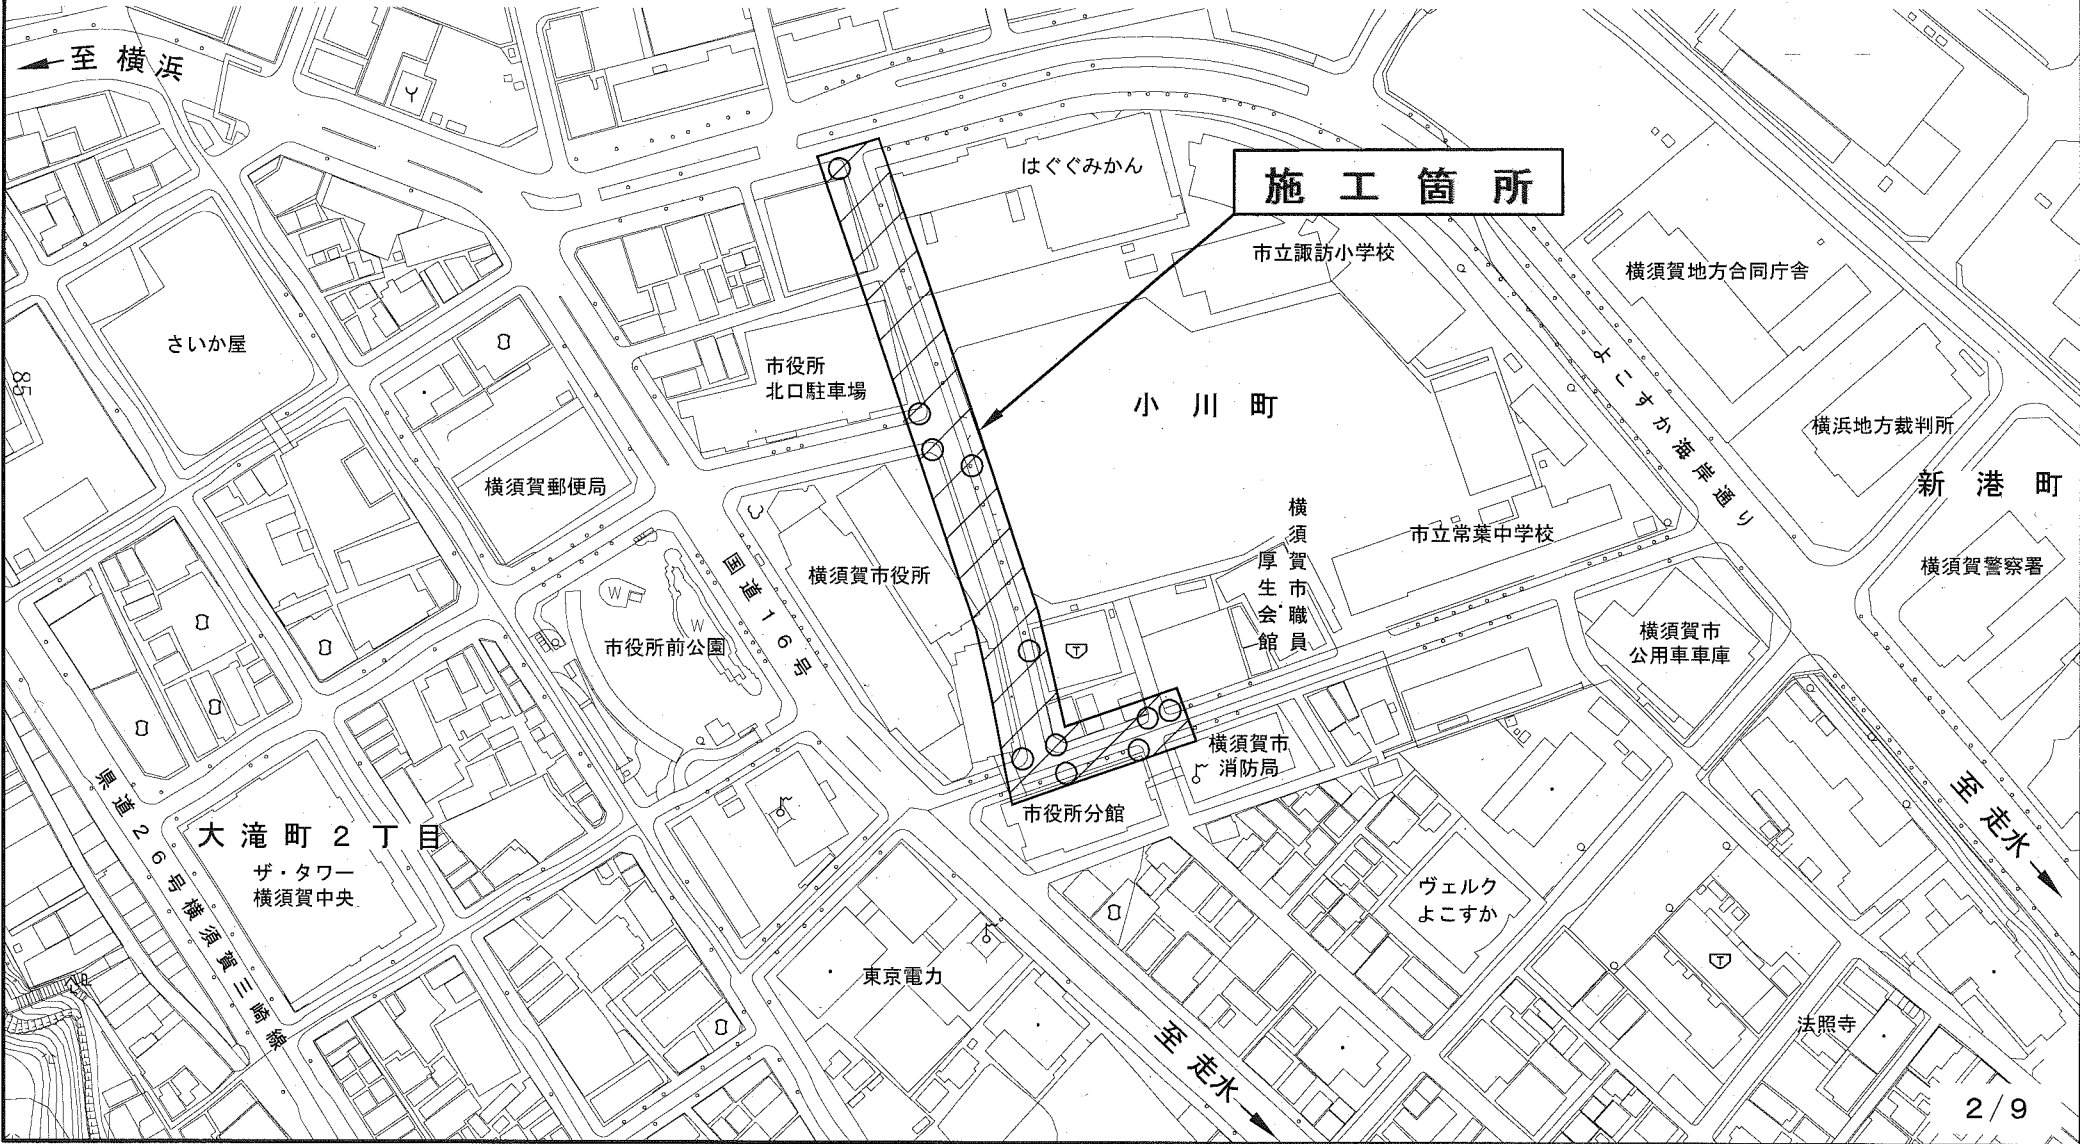 至横浜
はぐぐみかん
施工箇所
市立諏訪小学校
横須賀地方合同庁舎
さいか屋
市役所
北口駐車場
85
小川町
よこすか海岸通り
横浜地方裁判所
新港町
横須賀郵便局
横須賀市職員
厚生会館
市立常葉中学校
国道16号
横須賀市役所
横須賀警察署
市役所前公園
W
W
横須賀市
公用車車庫
横須賀市
消防局
市役所分館
至走水
県道26号横須賀三崎線
大滝町2丁目
ザ・タワー
横須賀中央
ヴェルク
よこすか
東京電力
法照寺
至走水
2/9